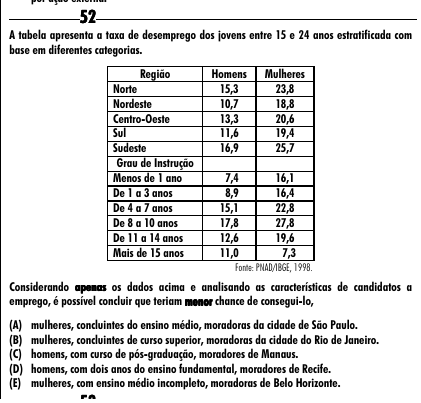 por ação externa.
52
A tabela apresenta a taxa de desemprego dos jovens entre 15 e 24 anos estratificada com
base em diferentes categorias.
Região Homens Mulheres
Norte 15,3 23,8
Nordeste 10,7 18,8
Centro-Oeste 13,3 20,6
Sul 11,6 19,4
Sudeste 16,9 25,7
Grau de Instrução
Menos de 1 ano 7,4 16,1
De 1 a 3 anos 8,9 16,4
De 4 a 7 anos 15,1 22,8
De 8 a 10 anos 17,8 27,8
De 11 a 14 anos 12,6 19,6
Mais de 15 anos 11,0 7,3
Fonte: PNAD/IBGE, 1998.
Considerando apenas os dados acima e analisando as características de candidatos a
emprego, é possível concluir que teriam menor chance de consegui-lo,
(A) mulheres, concluintes do ensino médio, moradoras da cidade de São Paulo.
(B) mulheres, concluintes de curso superior, moradoras da cidade do Rio de Janeiro.
(C) homens, com curso de pós-graduação, moradores de Manaus.
(D) homens, com dois anos do ensino fundamental, moradores de Recife.
(E) mulheres, com ensino médio incompleto, moradoras de Belo Horizonte.